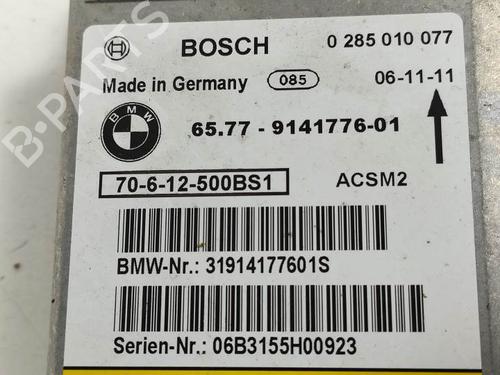 BOSCH 0 285 010 077
Made in Germany 085 06-11-11
BMW 65.77 - 9141776-01
70-6-12-500BS1 ACSM2
BMW-Nr.: 31914177601S
Serien-Nr.: 06B3155H00923
B-PARTS